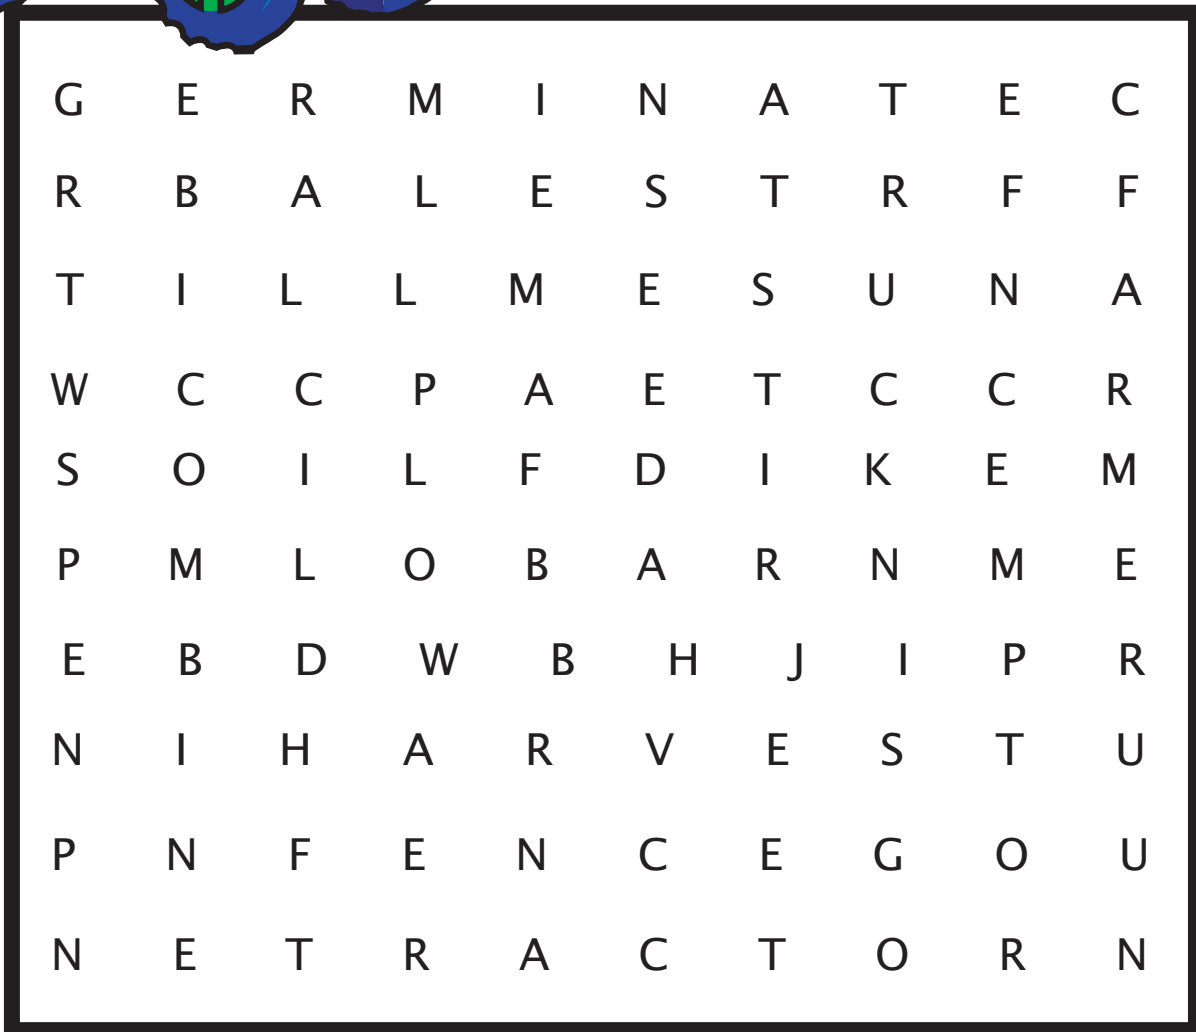 G E R M I N A T E C
R B A L E S T R F F
T I L L M E S U N A
W C C P A E T C C R
S O I L F D I K E M
P M L O B A R N M E
E B D W B H J I P R
N I H A R V E S T U
P N F E N C E G O U
N E T R A C T O R N